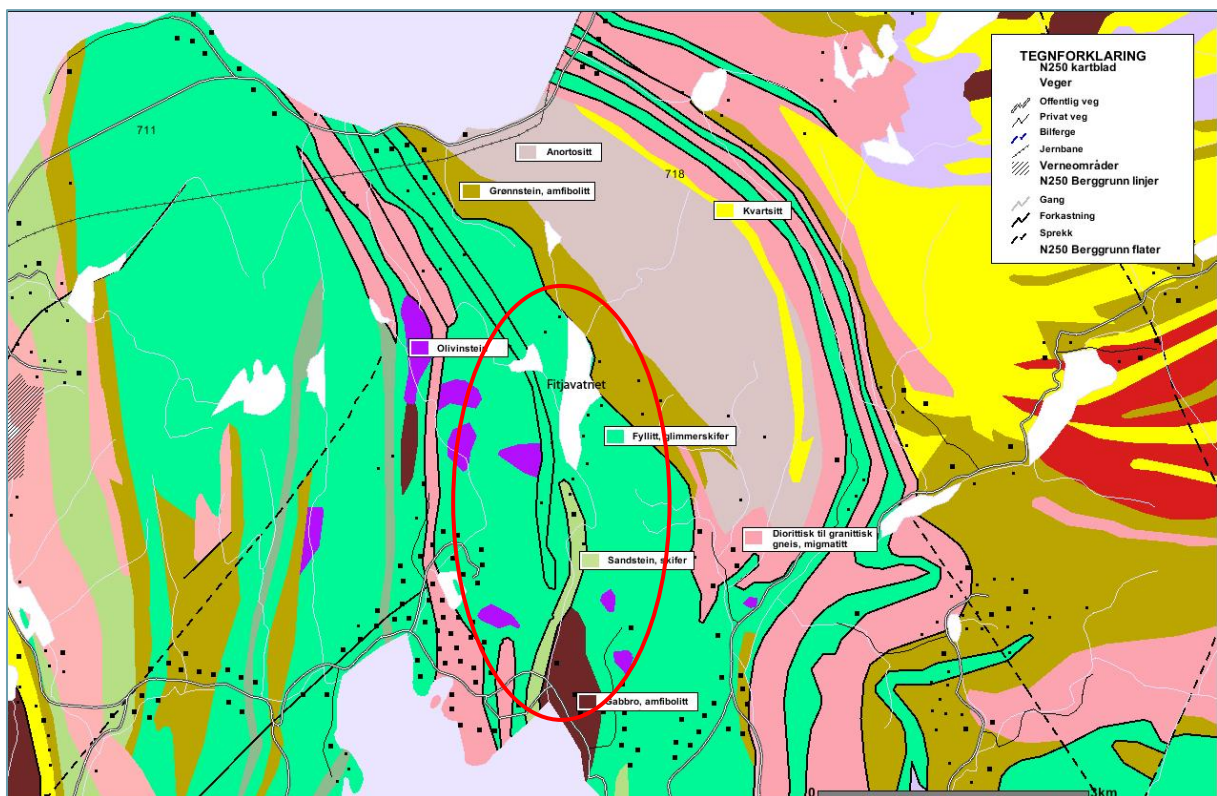 TEGNFORKLARING
N250 kartblad
Veger
Offentlig veg
Privat veg
Bilferge
Jernbane
Verneområder
N250 Berggrunn linjer
Gang
Forkastning
Sprekk
N250 Berggrunn flater
711
Anortositt
718
Grønnstein, amfibolitt
Kvartsitt
Olivinstein
Fitjavatnet
Fyllitt, glimmerskifer
Diorittisk til granittisk
gneis, migmatitt
Sandstein, skifer
Gabbro, amfibolitt
0
3km